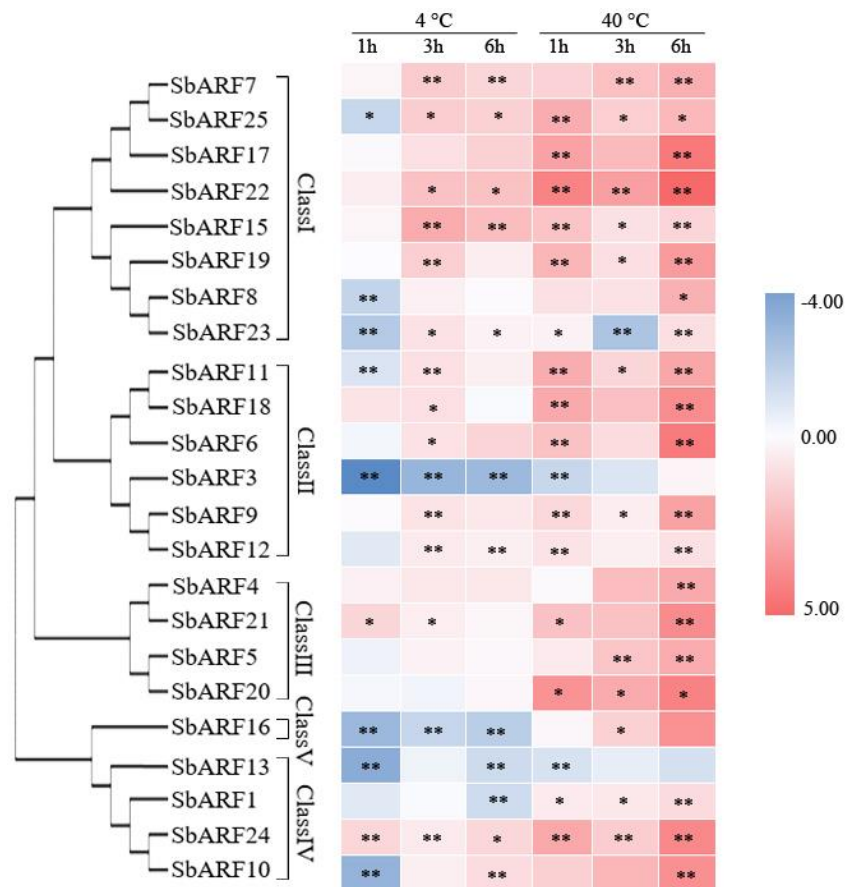 4 °C 40 °C
1h 3h 6h 1h 3h 6h
SbARF7 ** ** ** **
SbARF25 * * * ** * *
SbARF17 ** **
SbARF22 * * ** ** **
SbARF15 ** ** ** * **
SbARF19 ** ** * **
SbARF8 ** *
SbARF23 ** * * * ** **
ClassI
SbARF11 ** ** ** * **
SbARF18 * ** **
SbARF6 * ** **
SbARF3 ** ** ** **
SbARF9 ** ** * **
SbARF12 ** ** ** **
ClassII
SbARF4 **
SbARF21 * * * **
SbARF5 ** **
SbARF20 * * *
ClassIII
SbARF16 ** ** ** *
ClassV
SbARF13 ** ** **
SbARF1 ** * * **
SbARF24 ** ** * ** ** **
SbARF10 ** ** **
ClassIV
-4.00
0.00
5.00